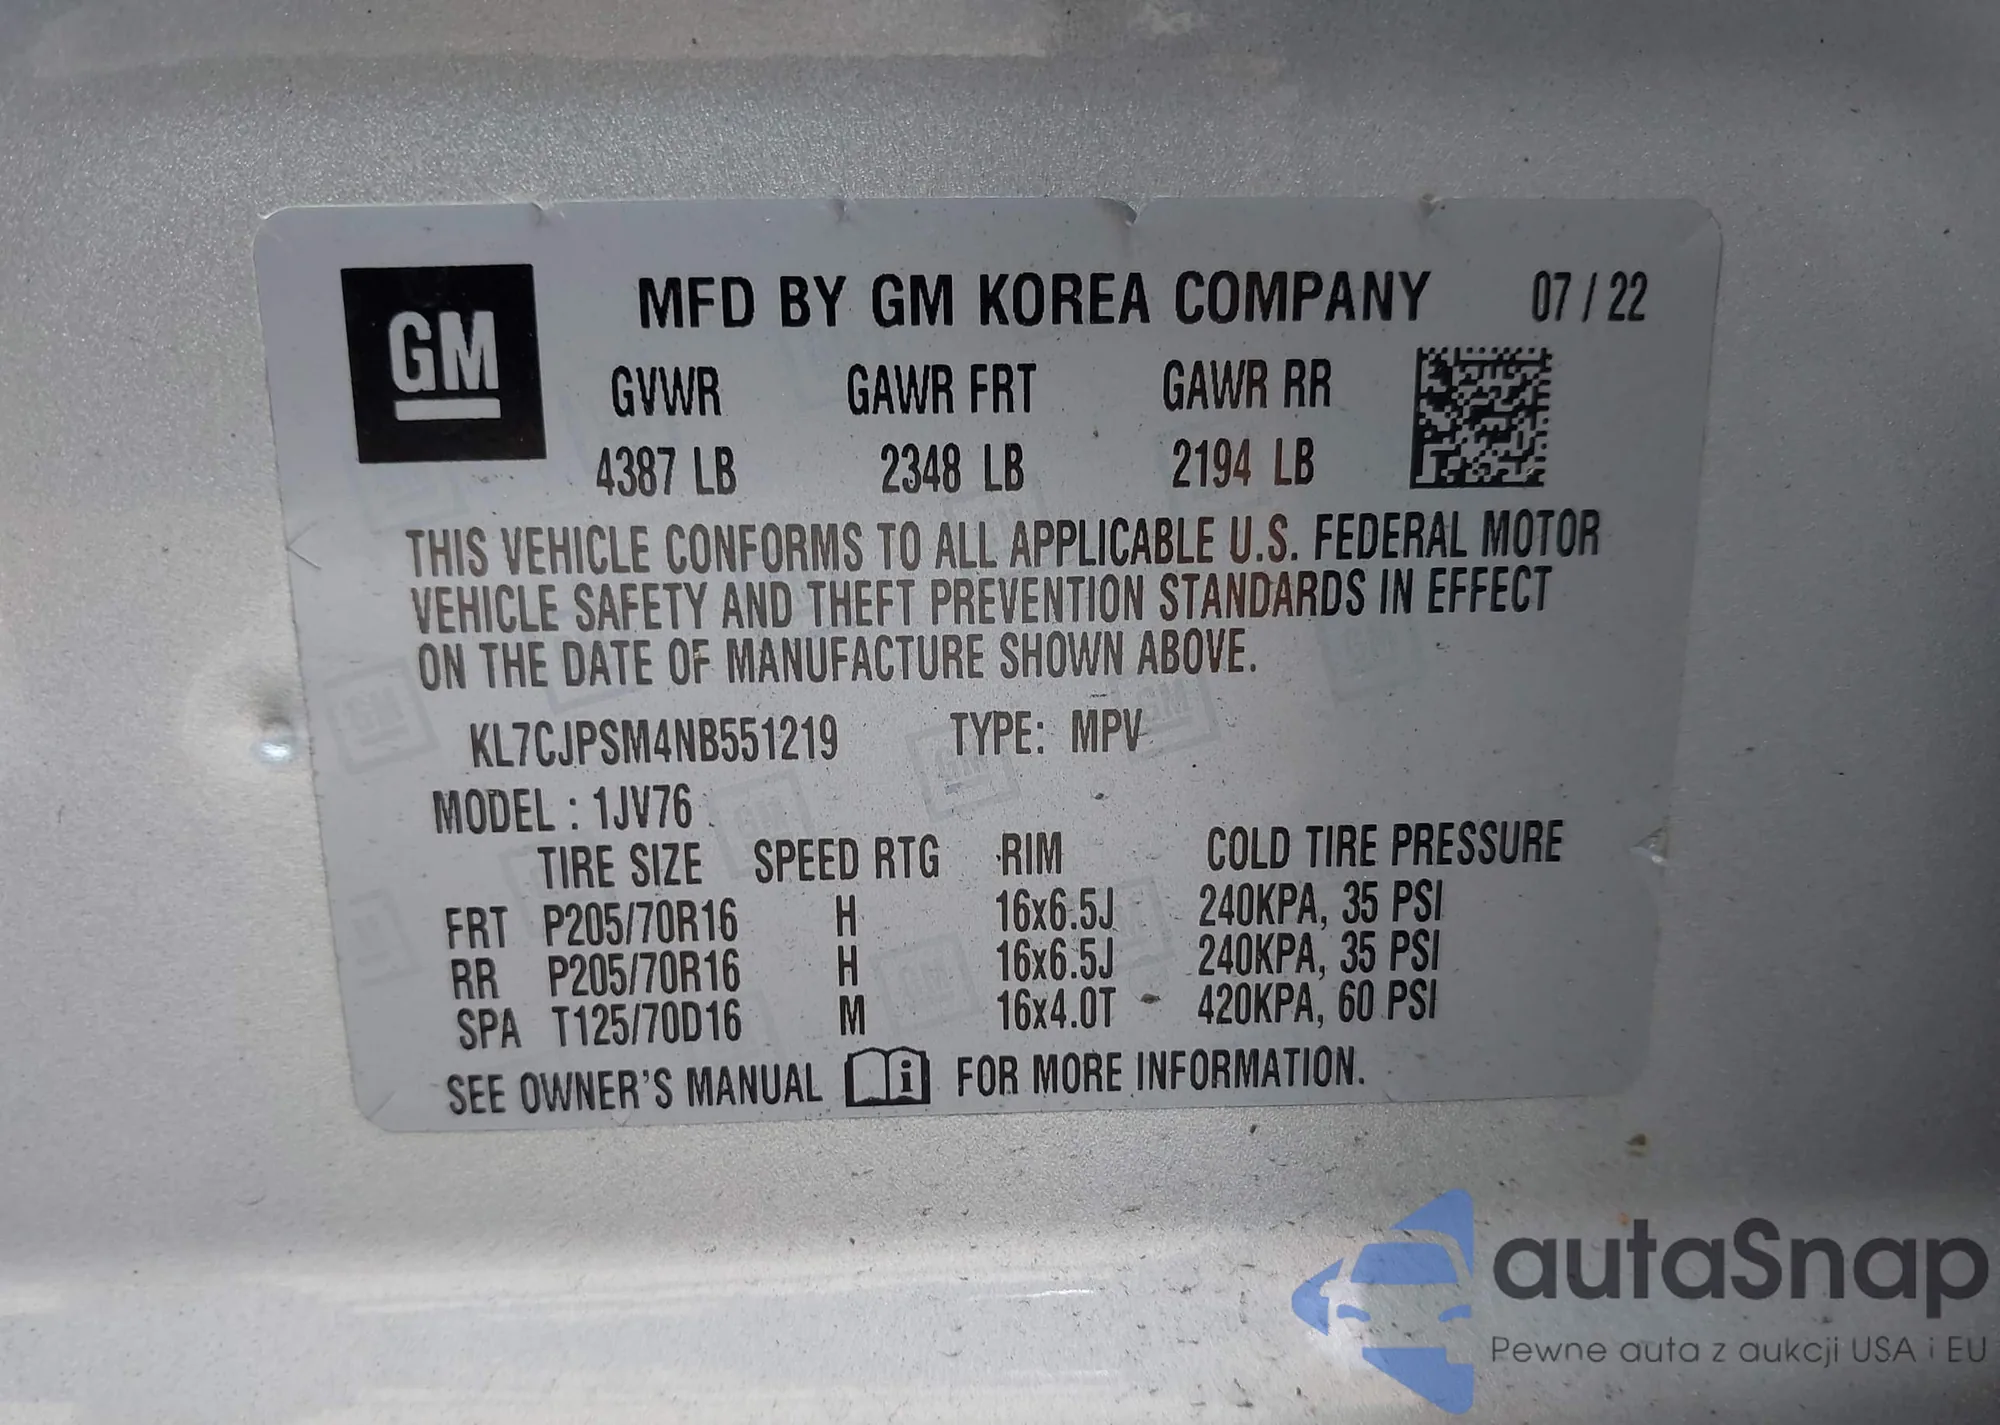 GM
MFD BY GM KOREA COMPANY 07 / 22
GVWR GAWR FRT GAWR RR
4387 LB 2348 LB 2194 LB
THIS VEHICLE CONFORMS TO ALL APPLICABLE U.S. FEDERAL MOTOR
VEHICLE SAFETY AND THEFT PREVENTION STANDARDS IN EFFECT
ON THE DATE OF MANUFACTURE SHOWN ABOVE.
KL7CJPSM4NB551219 TYPE: MPV
MODEL : 1JV76
TIRE SIZE SPEED RTG RIM COLD TIRE PRESSURE
FRT P205/70R16 H 16x6.5J 240KPA, 35 PSI
RR P205/70R16 H 16x6.5J 240KPA, 35 PSI
SPA T125/70D16 M 16x4.0T 420KPA, 60 PSI
SEE OWNER'S MANUAL i FOR MORE INFORMATION.
autaSnap
Pewne auta z aukcji USA i EU